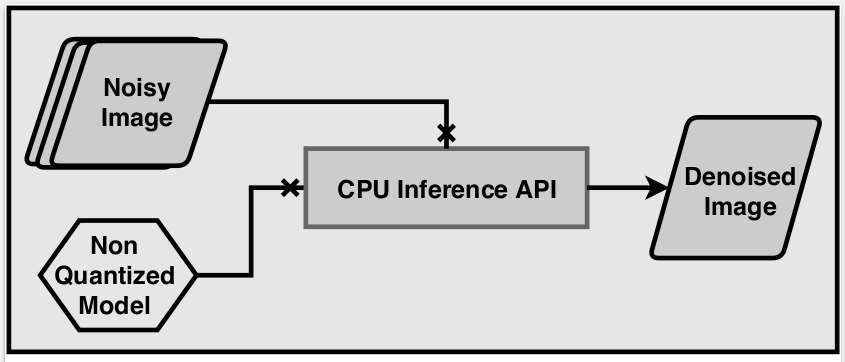 Noisy
Image
CPU Inference API
Denoised
Image
Non
Quantized
Model